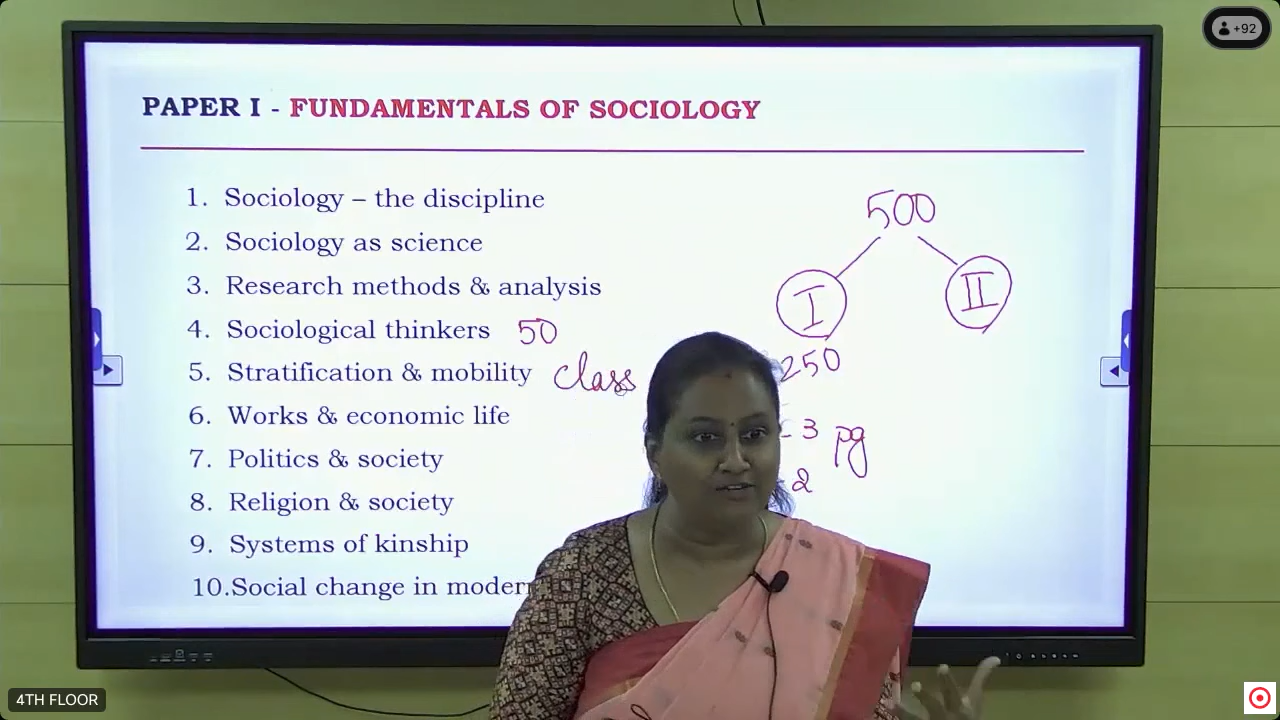 +92
PAPER I - FUNDAMENTALS OF SOCIOLOGY
1. Sociology – the discipline
2. Sociology as science
3. Research methods & analysis
4. Sociological thinkers 50
5. Stratification & mobility class
6. Works & economic life
7. Politics & society
8. Religion & society
9. Systems of kinship
10.Social change in modern
500
I II
250
- 3 pg
- 2
4TH FLOOR